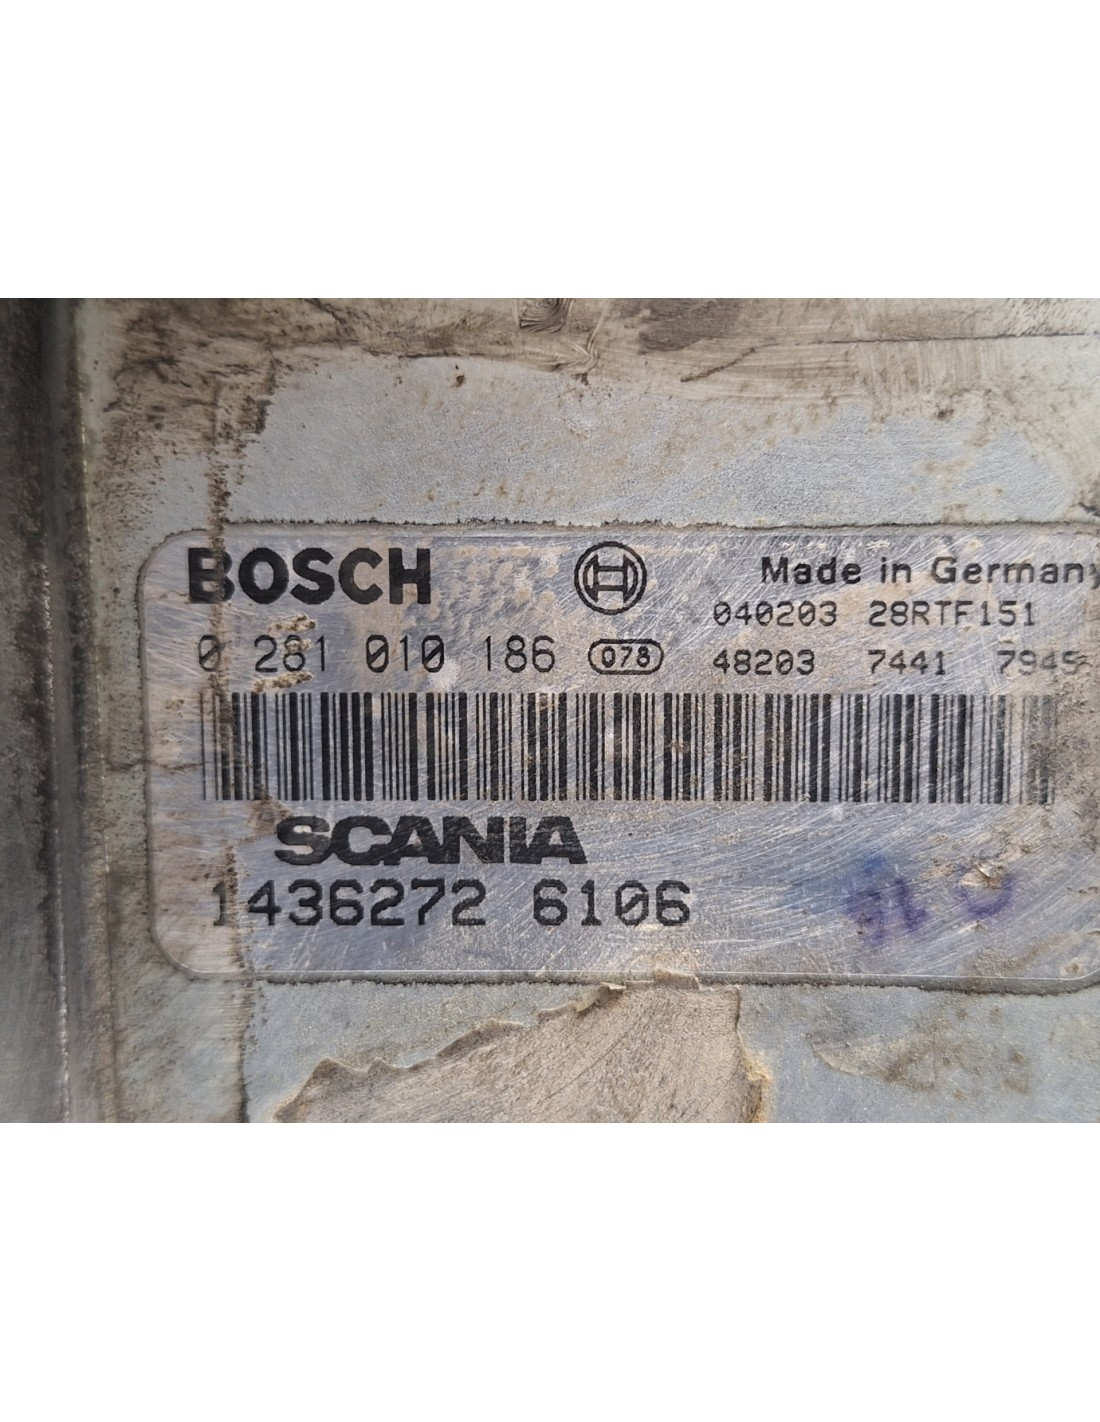 BOSCH
Made in Germany
040203 28RTF151
0 281 010 186 078
48203 7441 7945
SCANIA
1436272 6106